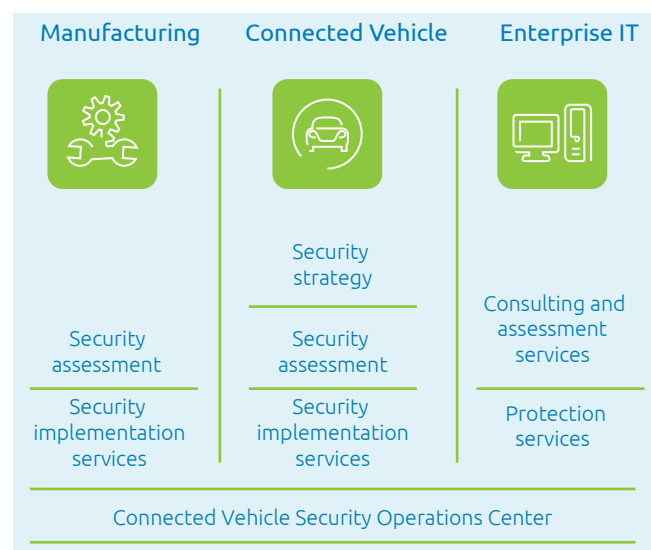 Manufacturing
Connected Vehicle
Enterprise IT
Security
assessment
Security
implementation
services
Security
strategy
Security
assessment
Security
implementation
services
Consulting and
assessment
services
Protection
services
Connected Vehicle Security Operations Center